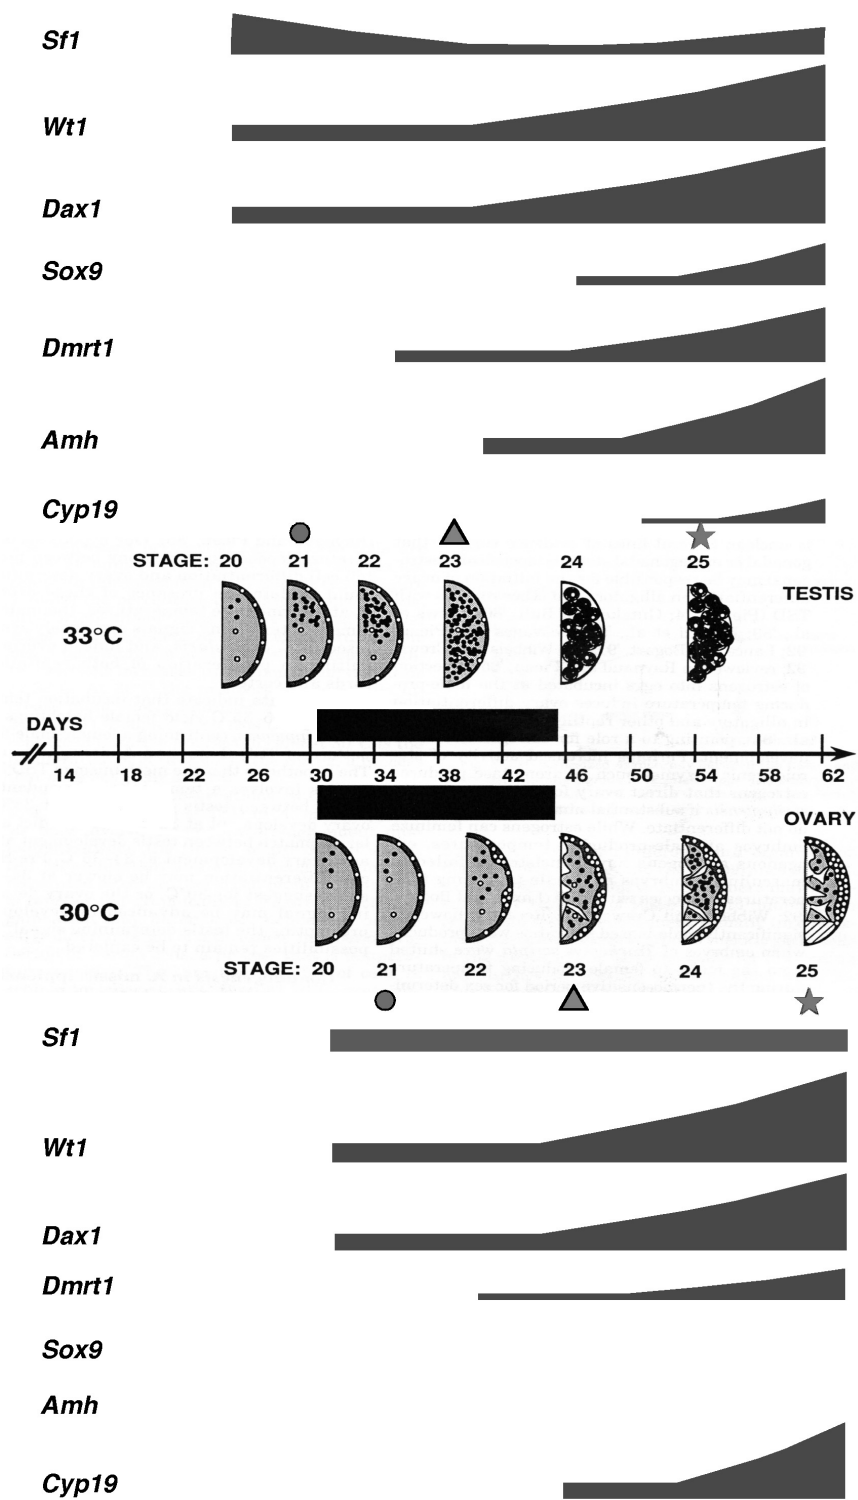 Sf1
Wt1
Dax1
Sox9
Dmrt1
Amh
Cyp19
STAGE: 20 21 22 23 24 25
TESTIS
33°C
DAYS
14 18 22 26 30 34 38 42 46 50 54 58 62
OVARY
30°C
STAGE: 20 21 22 23 24 25
Sf1
Wt1
Dax1
Dmrt1
Sox9
Amh
Cyp19